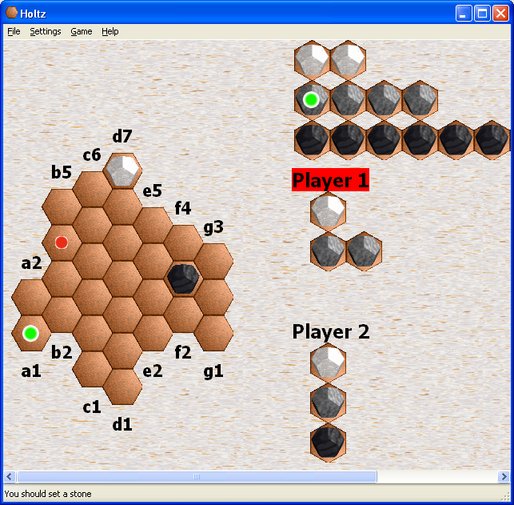 Holtz
File Settings Game Help
d7
c6
b5
e5
f4
g3
a2
a1
b2
f2
e2
g1
c1
d1
Player 1
Player 2
You should set a stone